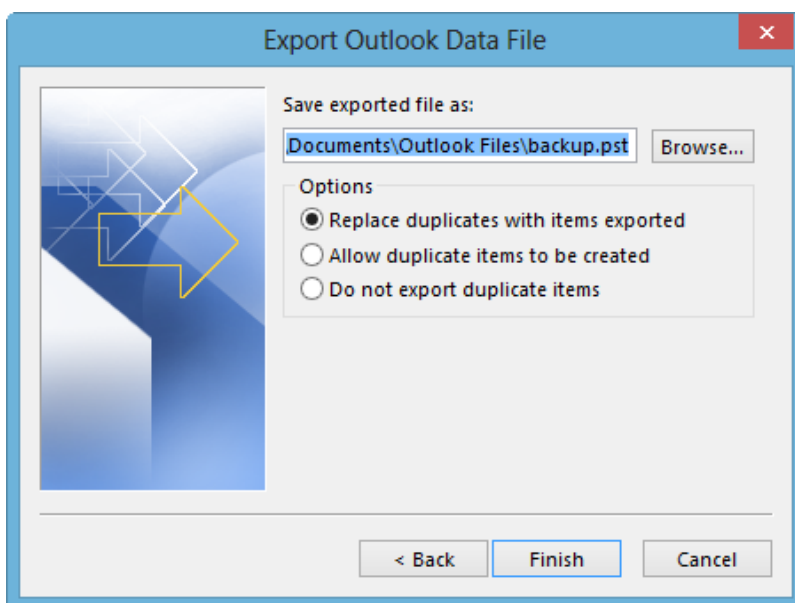 Export Outlook Data File
Save exported file as:
Documents\Outlook Files\backup.pst
Browse...
Options
Replace duplicates with items exported
Allow duplicate items to be created
Do not export duplicate items
< Back
Finish
Cancel